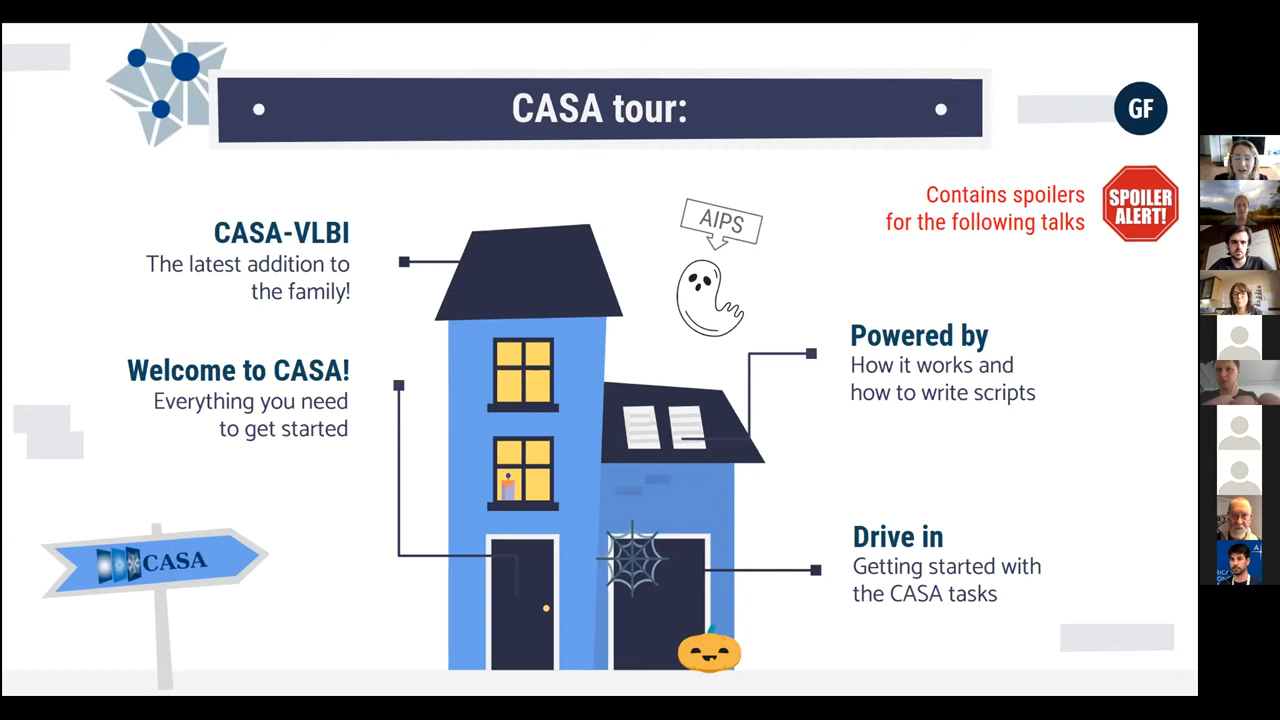 CASA tour:
GF
Contains spoilers
for the following talks
SPOILER
ALERT!
AIPS
CASA-VLBI
The latest addition to
the family!
Welcome to CASA!
Everything you need
to get started
Powered by
How it works and
how to write scripts
Drive in
Getting started with
the CASA tasks
CASA